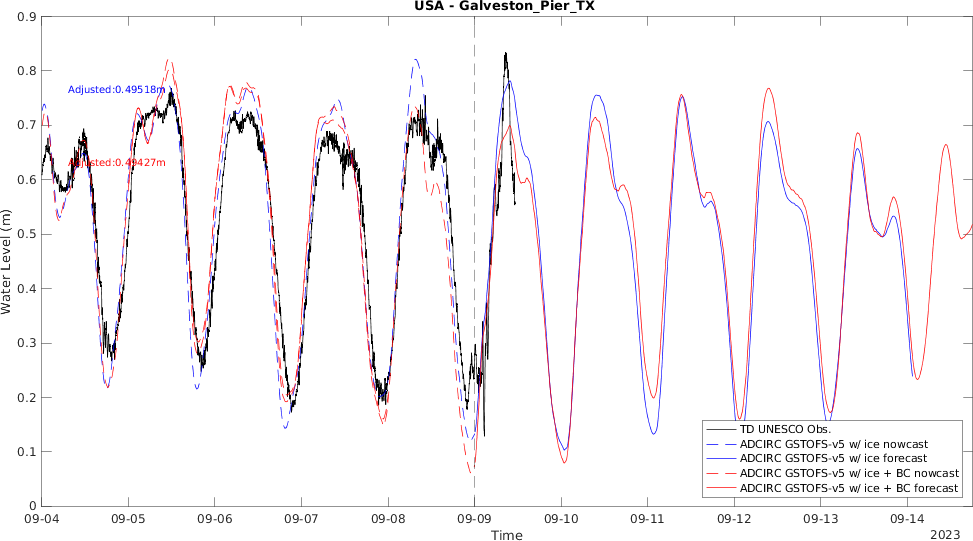 USA - Galveston_Pier_TX
0.9
0.8
Adjusted:0.49518m
0.7
Adjusted:0.49427m
0.6
0.5
Water Level (m)
0.4
0.3
0.2
0.1
0
TD UNESCO Obs.
ADCIRC GSTOFS-v5 w/ ice nowcast
ADCIRC GSTOFS-v5 w/ ice forecast
ADCIRC GSTOFS-v5 w/ ice + BC nowcast
ADCIRC GSTOFS-v5 w/ ice + BC forecast
09-04 09-05 09-06 09-07 09-08 09-09 09-10 09-11 09-12 09-13 09-14
Time
2023